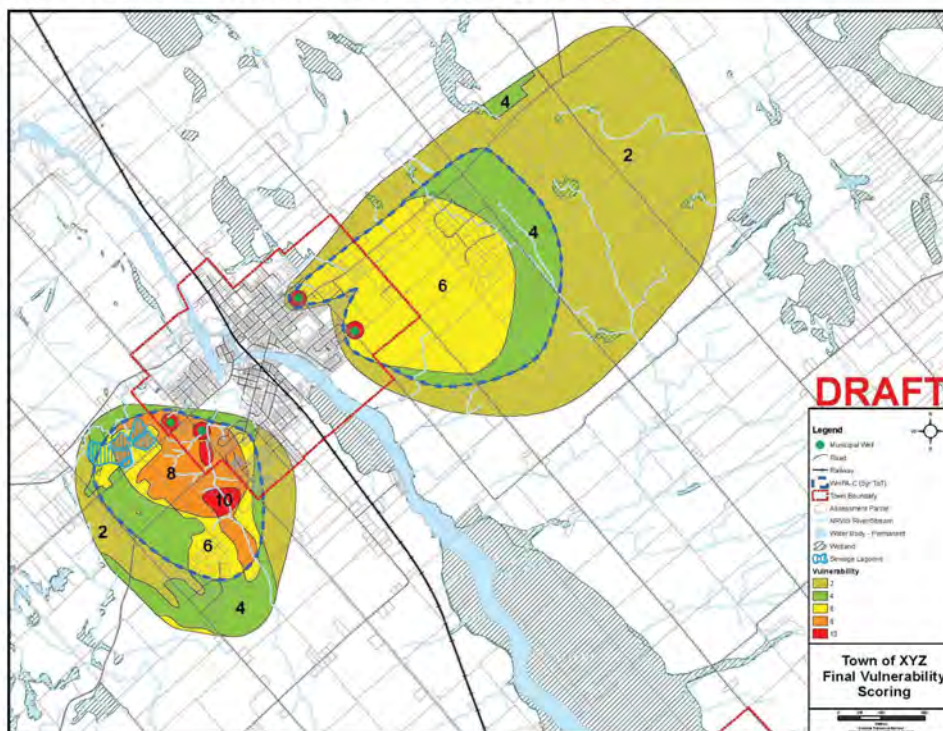 4
2
4
6
8
10
2
6
4
DRAFT
Legend
Municipal Well
Road
Railway
WHPA-C (5yr ToT)
Town Boundary
Assessment Parcel
River/Stream
Water Body - Permanent
Wetland
Sewage Lagoons
Vulnerability
2
4
6
8
10
Town of XYZ
Final Vulnerability
Scoring